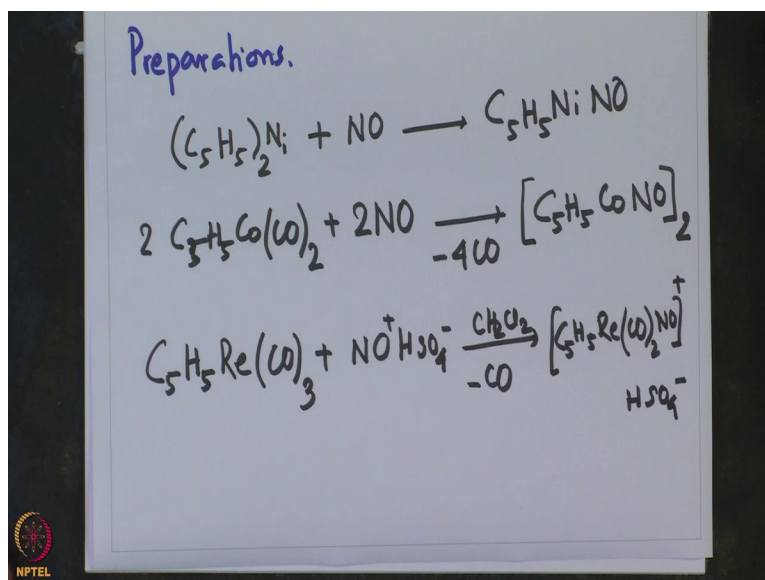 Preparations.
(C₅H₅)₂Ni + NO ⟶ C₅H₅NiNO
2 C₅H₅Co(CO)₂ + 2NO ⟶ [C₅H₅CoNO]₂
-4CO
C₅H₅Re(CO)₃ + NO⁺HSO₄⁻ ⟶ [C₅H₅Re(CO)₂NO]⁺
CH₂Cl₂
-CO
HSO₄⁻
NPTEL